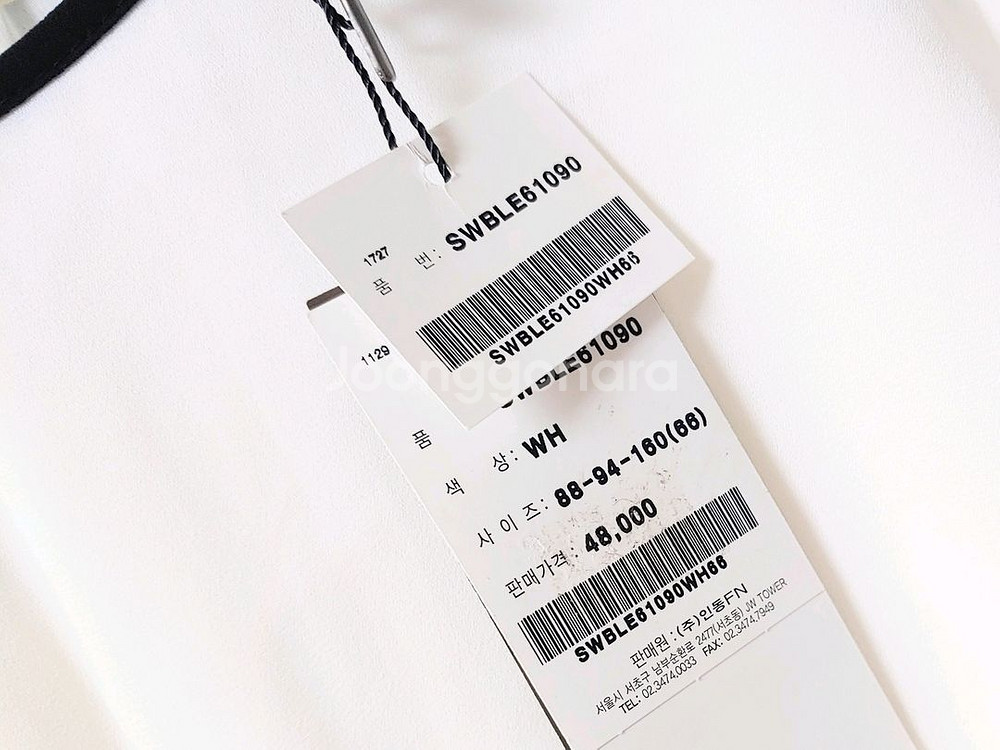 1727
품 번: SWBLE61090
SWBLE61090WH66
Joonggonara
1129
품 SWBLE61090
색 상: WH
사 이 즈: 88-94-160(66)
판매가격: 48,000
SWBLE61090WH66
판매원: (주)인동FN
서울시 서초구 남부순환로 2477(서초동) JW TOWER
TEL: 02.3474.0033 FAX: 02.3474.7949